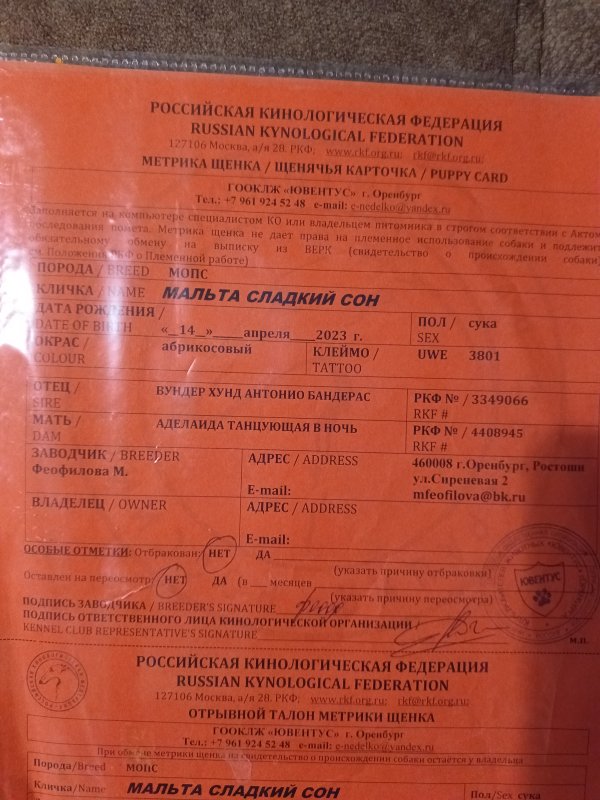 РОССИЙСКАЯ КИНОЛОГИЧЕСКАЯ ФЕДЕРАЦИЯ
RUSSIAN KYNOLOGICAL FEDERATION
127106 Москва, а/я 28. РКФ; www.rkf.org.ru; rkf@rkf.org.ru;
МЕТРИКА ЩЕНКА / ЩЕНЯЧЬЯ КАРТОЧКА / PUPPY CARD
ГООКЛЖ «ЮВЕНТУС» г. Оренбург
Тел.: +7 961 924 52 48 e-mail: e-nedelko@yandex.ru
Заполняется на компьютере специалистом КО или владельцем питомника в строгом соответствии с Актом
обследования помета. Метрика щенка не дает права на племенное использование собаки и подлежит
обязательному обмену на выписку из ВЕРК (свидетельство о происхождении собаки)
см. Положение РКФ о Племенной работе)
ПОРОДА / BREED МОПС
КЛИЧКА / NAME МАЛЬТА СЛАДКИЙ СОН
ДАТА РОЖДЕНИЯ /
DATE OF BIRTH «_14_»_____апреля____2023 г.
ПОЛ / сука
SEX
ОКРАС / абрикосовый
COLOUR
КЛЕЙМО / UWE 3801
TATTOO
ОТЕЦ / ВУНДЕР ХУНД АНТОНИО БАНДЕРАС
SIRE
РКФ № / 3349066
RKF #
МАТЬ / АДЕЛАИДА ТАНЦУЮЩАЯ В НОЧЬ
DAM
РКФ № / 4408945
RKF #
ЗАВОДЧИК / BREEDER
Феофилова М.
АДРЕС / ADDRESS 460008 г.Оренбург, Ростоши
ул.Сиреневая 2
E-mail: mfeofilova@bk.ru
ВЛАДЕЛЕЦ / OWNER
АДРЕС / ADDRESS
E-mail:
ОСОБЫЕ ОТМЕТКИ: Отбракован: НЕТ ДА
(указать причину отбраковки)
Оставлен на переосмотр: НЕТ ДА (в ___ месяцев
(указать причину переосмотра)
ПОДПИСЬ ЗАВОДЧИКА / BREEDER'S SIGNATURE
ПОДПИСЬ ОТВЕТСТВЕННОГО ЛИЦА КИНОЛОГИЧЕСКОЙ ОРГАНИЗАЦИИ /
KENNEL CLUB REPRESENTATIVE'S SIGNATURE
М.П.
ЮВЕНТУС
РОССИЙСКАЯ КИНОЛОГИЧЕСКАЯ ФЕДЕРАЦИЯ
RUSSIAN KYNOLOGICAL FEDERATION
127106 Москва, а/я 28. РКФ; www.rkf.org.ru; rkf@rkf.org.ru;
ОТРЫВНОЙ ТАЛОН МЕТРИКИ ЩЕНКА
ГООКЛЖ «ЮВЕНТУС» г. Оренбург
Тел.: +7 961 924 52 48 e-mail: e-nedelko@yandex.ru
При обмене метрики щенка на свидетельство о происхождении собаки остаётся у владельца
Порода/Breed МОПС
Кличка/Name МАЛЬТА СЛАДКИЙ СОН
Пол/Sex сука